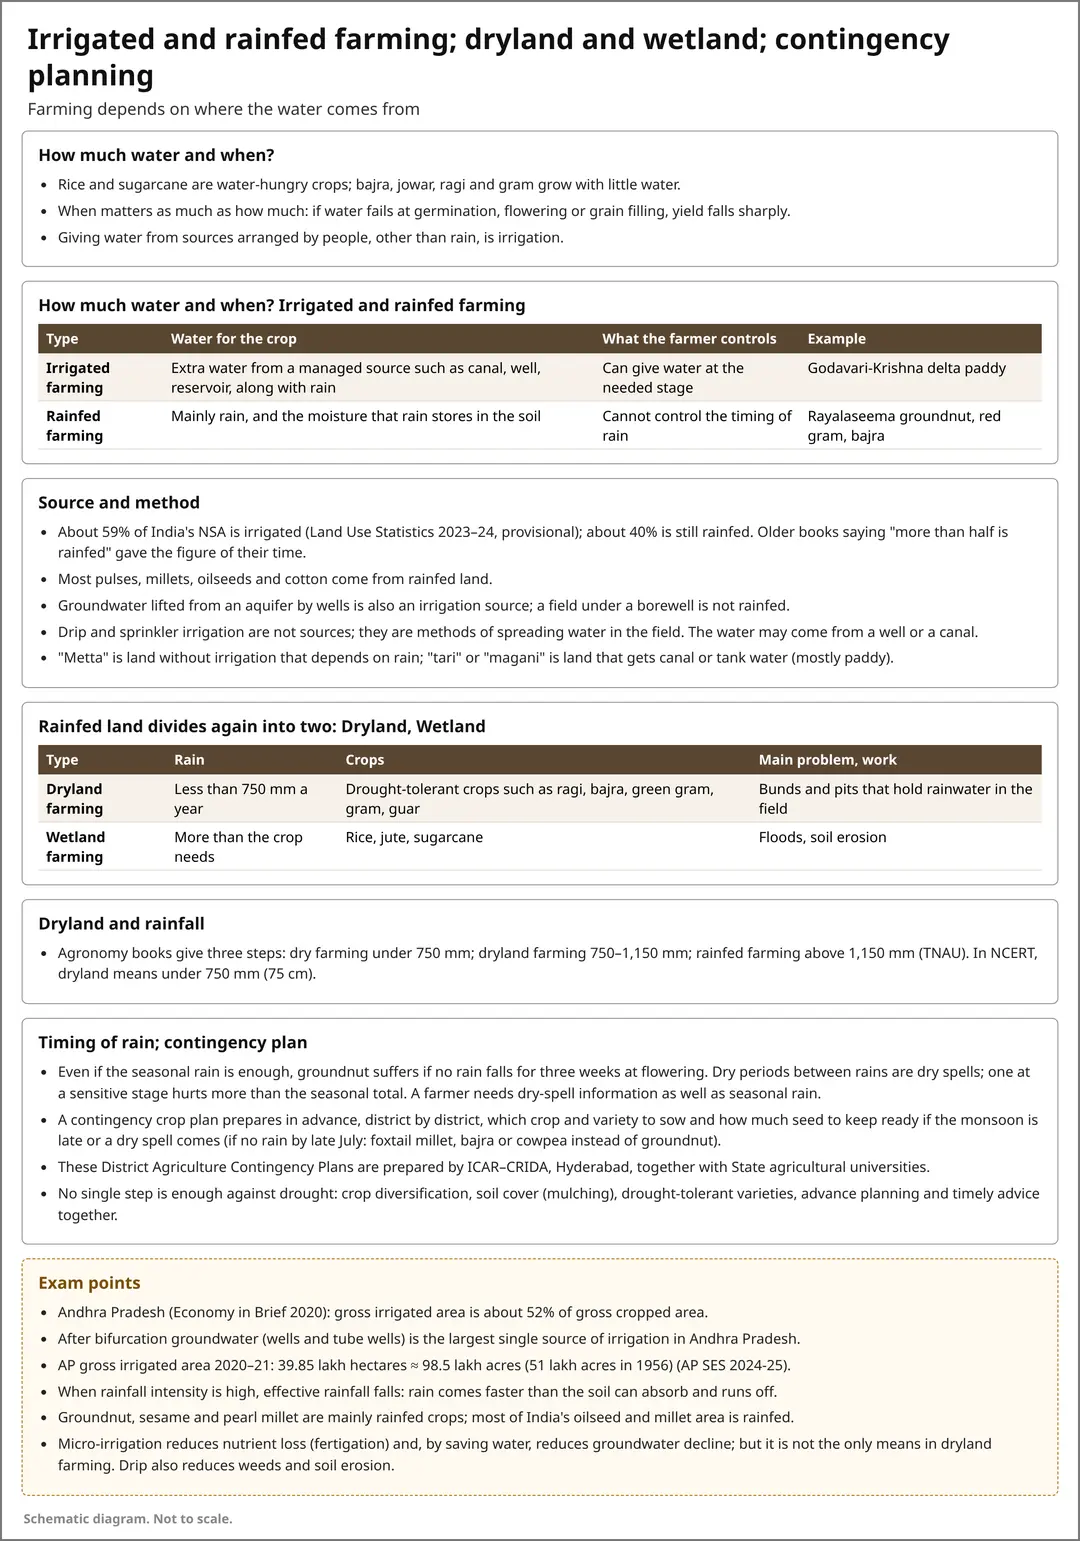 Irrigated and rainfed farming; dryland and wetland; contingency
planning
Farming depends on where the water comes from
How much water and when?
• Rice and sugarcane are water-hungry crops; bajra, jowar, ragi and gram grow with little water.
• When matters as much as how much: if water fails at germination, flowering or grain filling, yield falls sharply.
• Giving water from sources arranged by people, other than rain, is irrigation.
How much water and when? Irrigated and rainfed farming
Type Water for the crop What the farmer controls Example
Irrigated Extra water from a managed source such as canal, well, Can give water at the Godavari-Krishna delta paddy
farming reservoir, along with rain needed stage
Rainfed Mainly rain, and the moisture that rain stores in the soil Cannot control the timing of Rayalaseema groundnut, red
farming rain gram, bajra
Source and method
• About 59% of India's NSA is irrigated (Land Use Statistics 2023–24, provisional); about 40% is still rainfed. Older books saying "more than half is
rainfed" gave the figure of their time.
• Most pulses, millets, oilseeds and cotton come from rainfed land.
• Groundwater lifted from an aquifer by wells is also an irrigation source; a field under a borewell is not rainfed.
• Drip and sprinkler irrigation are not sources; they are methods of spreading water in the field. The water may come from a well or a canal.
• "Metta" is land without irrigation that depends on rain; "tari" or "magani" is land that gets canal or tank water (mostly paddy).
Rainfed land divides again into two: Dryland, Wetland
Type Rain Crops Main problem, work
Dryland Less than 750 mm a Drought-tolerant crops such as ragi, bajra, green gram, Bunds and pits that hold rainwater in the
farming year gram, guar field
Wetland More than the crop Rice, jute, sugarcane Floods, soil erosion
farming needs
Dryland and rainfall
• Agronomy books give three steps: dry farming under 750 mm; dryland farming 750–1,150 mm; rainfed farming above 1,150 mm (TNAU). In NCERT,
dryland means under 750 mm (75 cm).
Timing of rain; contingency plan
• Even if the seasonal rain is enough, groundnut suffers if no rain falls for three weeks at flowering. Dry periods between rains are dry spells; one at
a sensitive stage hurts more than the seasonal total. A farmer needs dry-spell information as well as seasonal rain.
• A contingency crop plan prepares in advance, district by district, which crop and variety to sow and how much seed to keep ready if the monsoon is
late or a dry spell comes (if no rain by late July: foxtail millet, bajra or cowpea instead of groundnut).
• These District Agriculture Contingency Plans are prepared by ICAR–CRIDA, Hyderabad, together with State agricultural universities.
• No single step is enough against drought: crop diversification, soil cover (mulching), drought-tolerant varieties, advance planning and timely advice
together.
Exam points
• Andhra Pradesh (Economy in Brief 2020): gross irrigated area is about 52% of gross cropped area.
• After bifurcation groundwater (wells and tube wells) is the largest single source of irrigation in Andhra Pradesh.
• AP gross irrigated area 2020–21: 39.85 lakh hectares ≈ 98.5 lakh acres (51 lakh acres in 1956) (AP SES 2024-25).
• When rainfall intensity is high, effective rainfall falls: rain comes faster than the soil can absorb and runs off.
• Groundnut, sesame and pearl millet are mainly rainfed crops; most of India's oilseed and millet area is rainfed.
• Micro-irrigation reduces nutrient loss (fertigation) and, by saving water, reduces groundwater decline; but it is not the only means in dryland
farming. Drip also reduces weeds and soil erosion.
Schematic diagram. Not to scale.